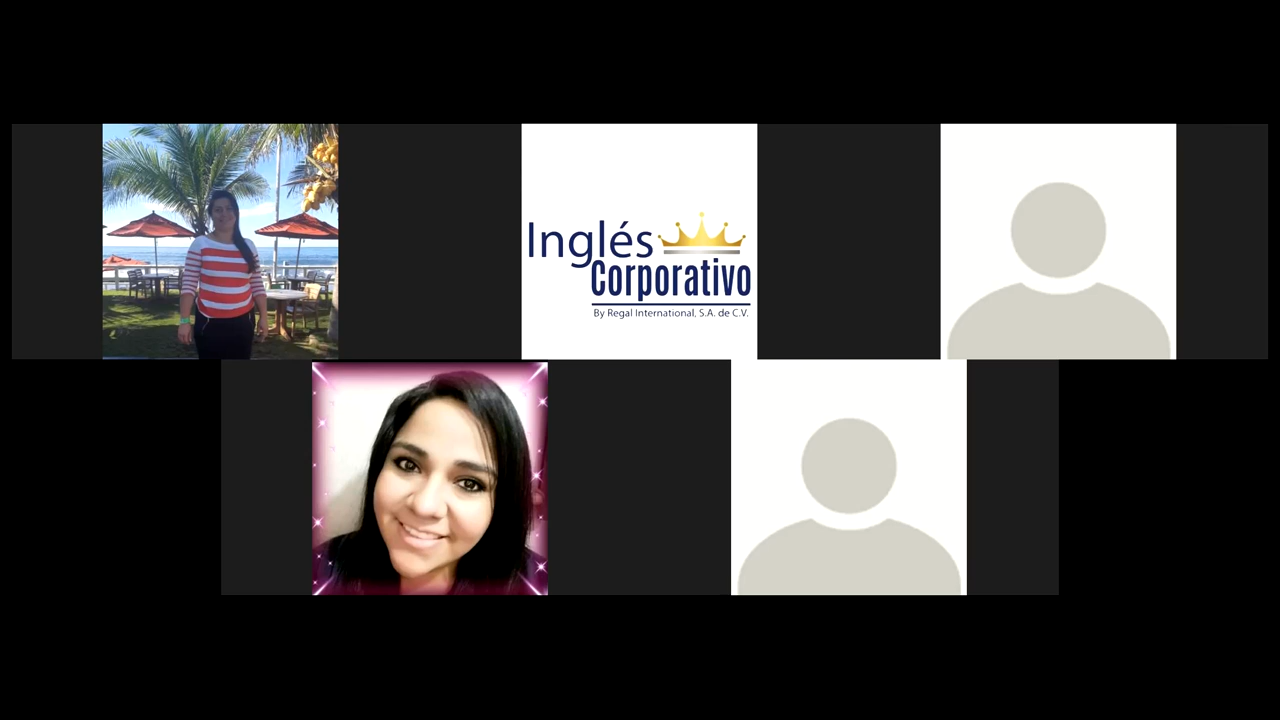 Inglés
Corporativo
By Regal International, S.A. de C.V.